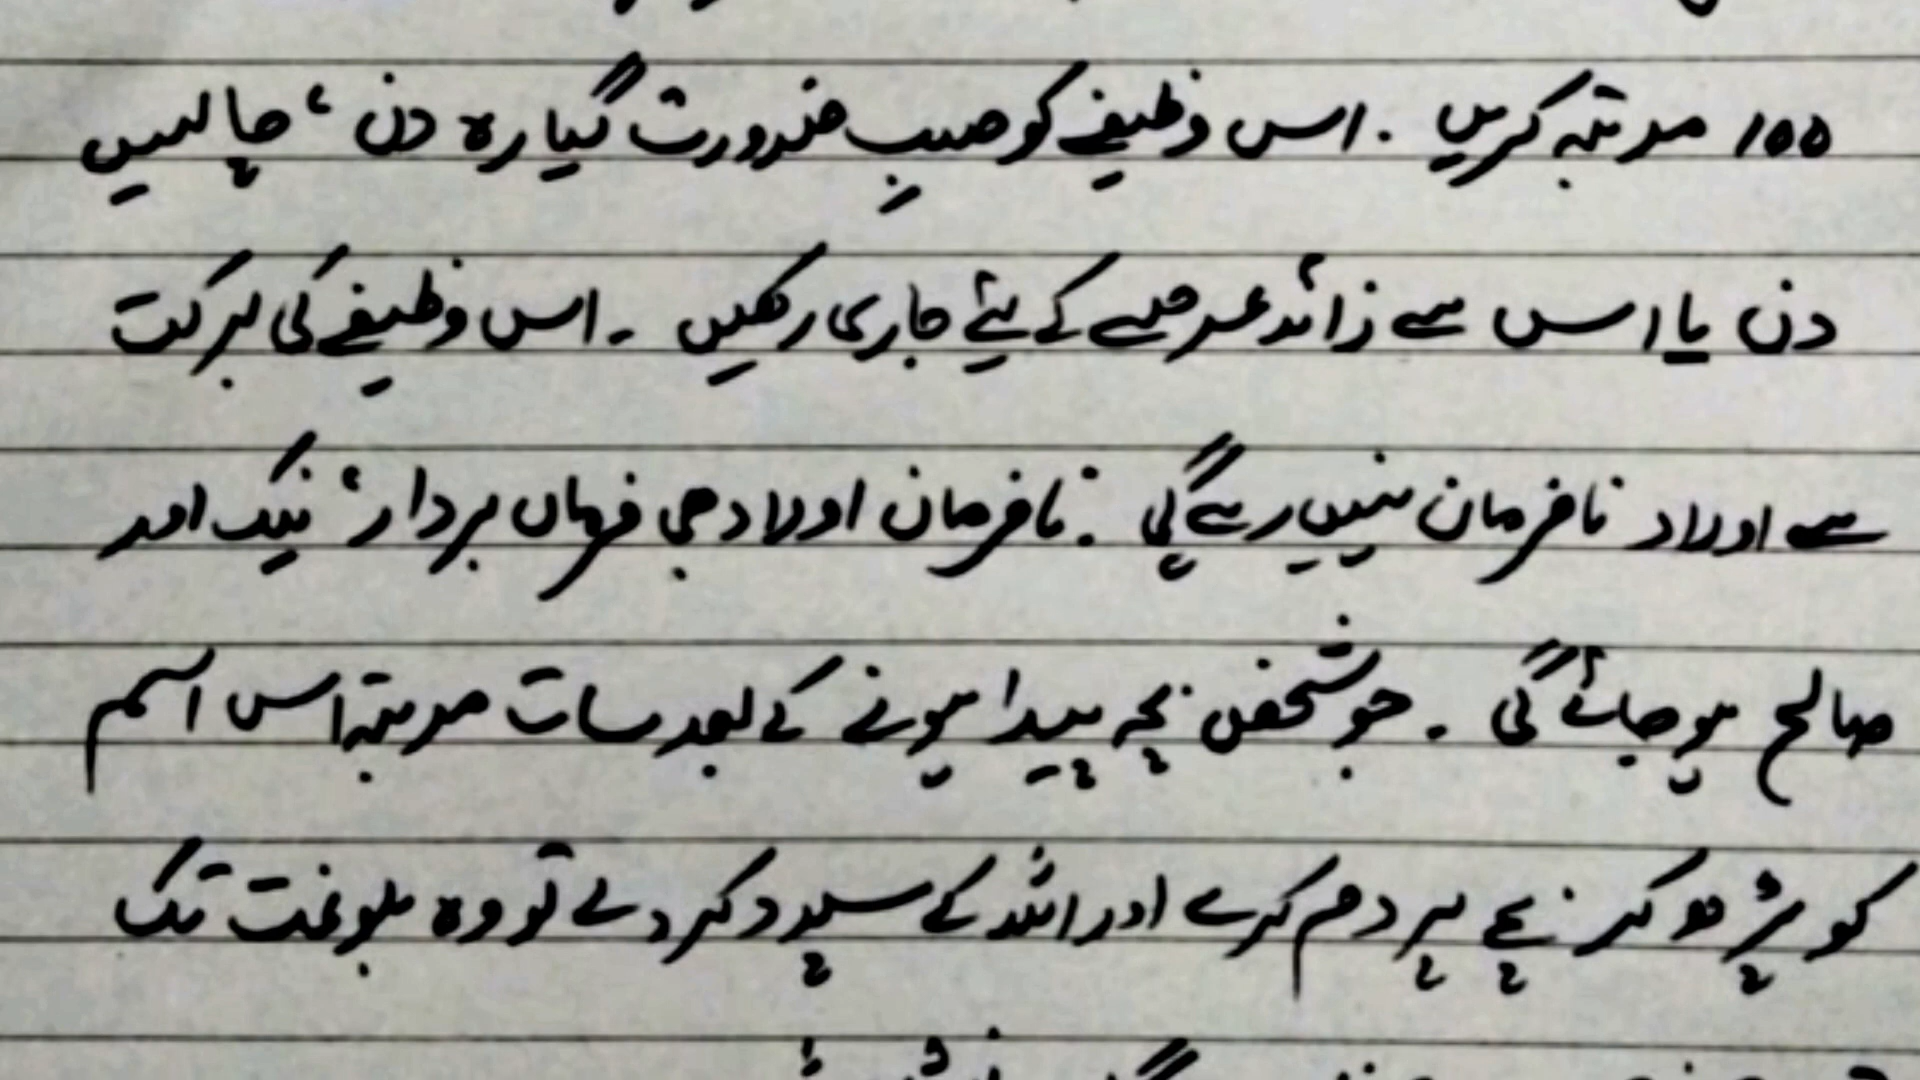 100 مرتبہ کریں ۔ اس وظیفے کو حسبِ ضرورت گیارہ دن ، چالیس
دن یا اس سے زائد عرصے کے لئے جاری رکھیں ۔ اس وظیفے کی برکت
سے اولاد نافرمان نہیں رہے گی ۔ نافرمان اولاد بھی فرماں بردار ، نیک اور
صالح ہو جائے گی ۔ جو شخص بچہ پیدا ہونے کے بعد سات مرتبہ اس اسم
کو پڑھ کر بچے پر دم کرے اور اللہ کے سپرد کر دے تو وہ بلوغت تک